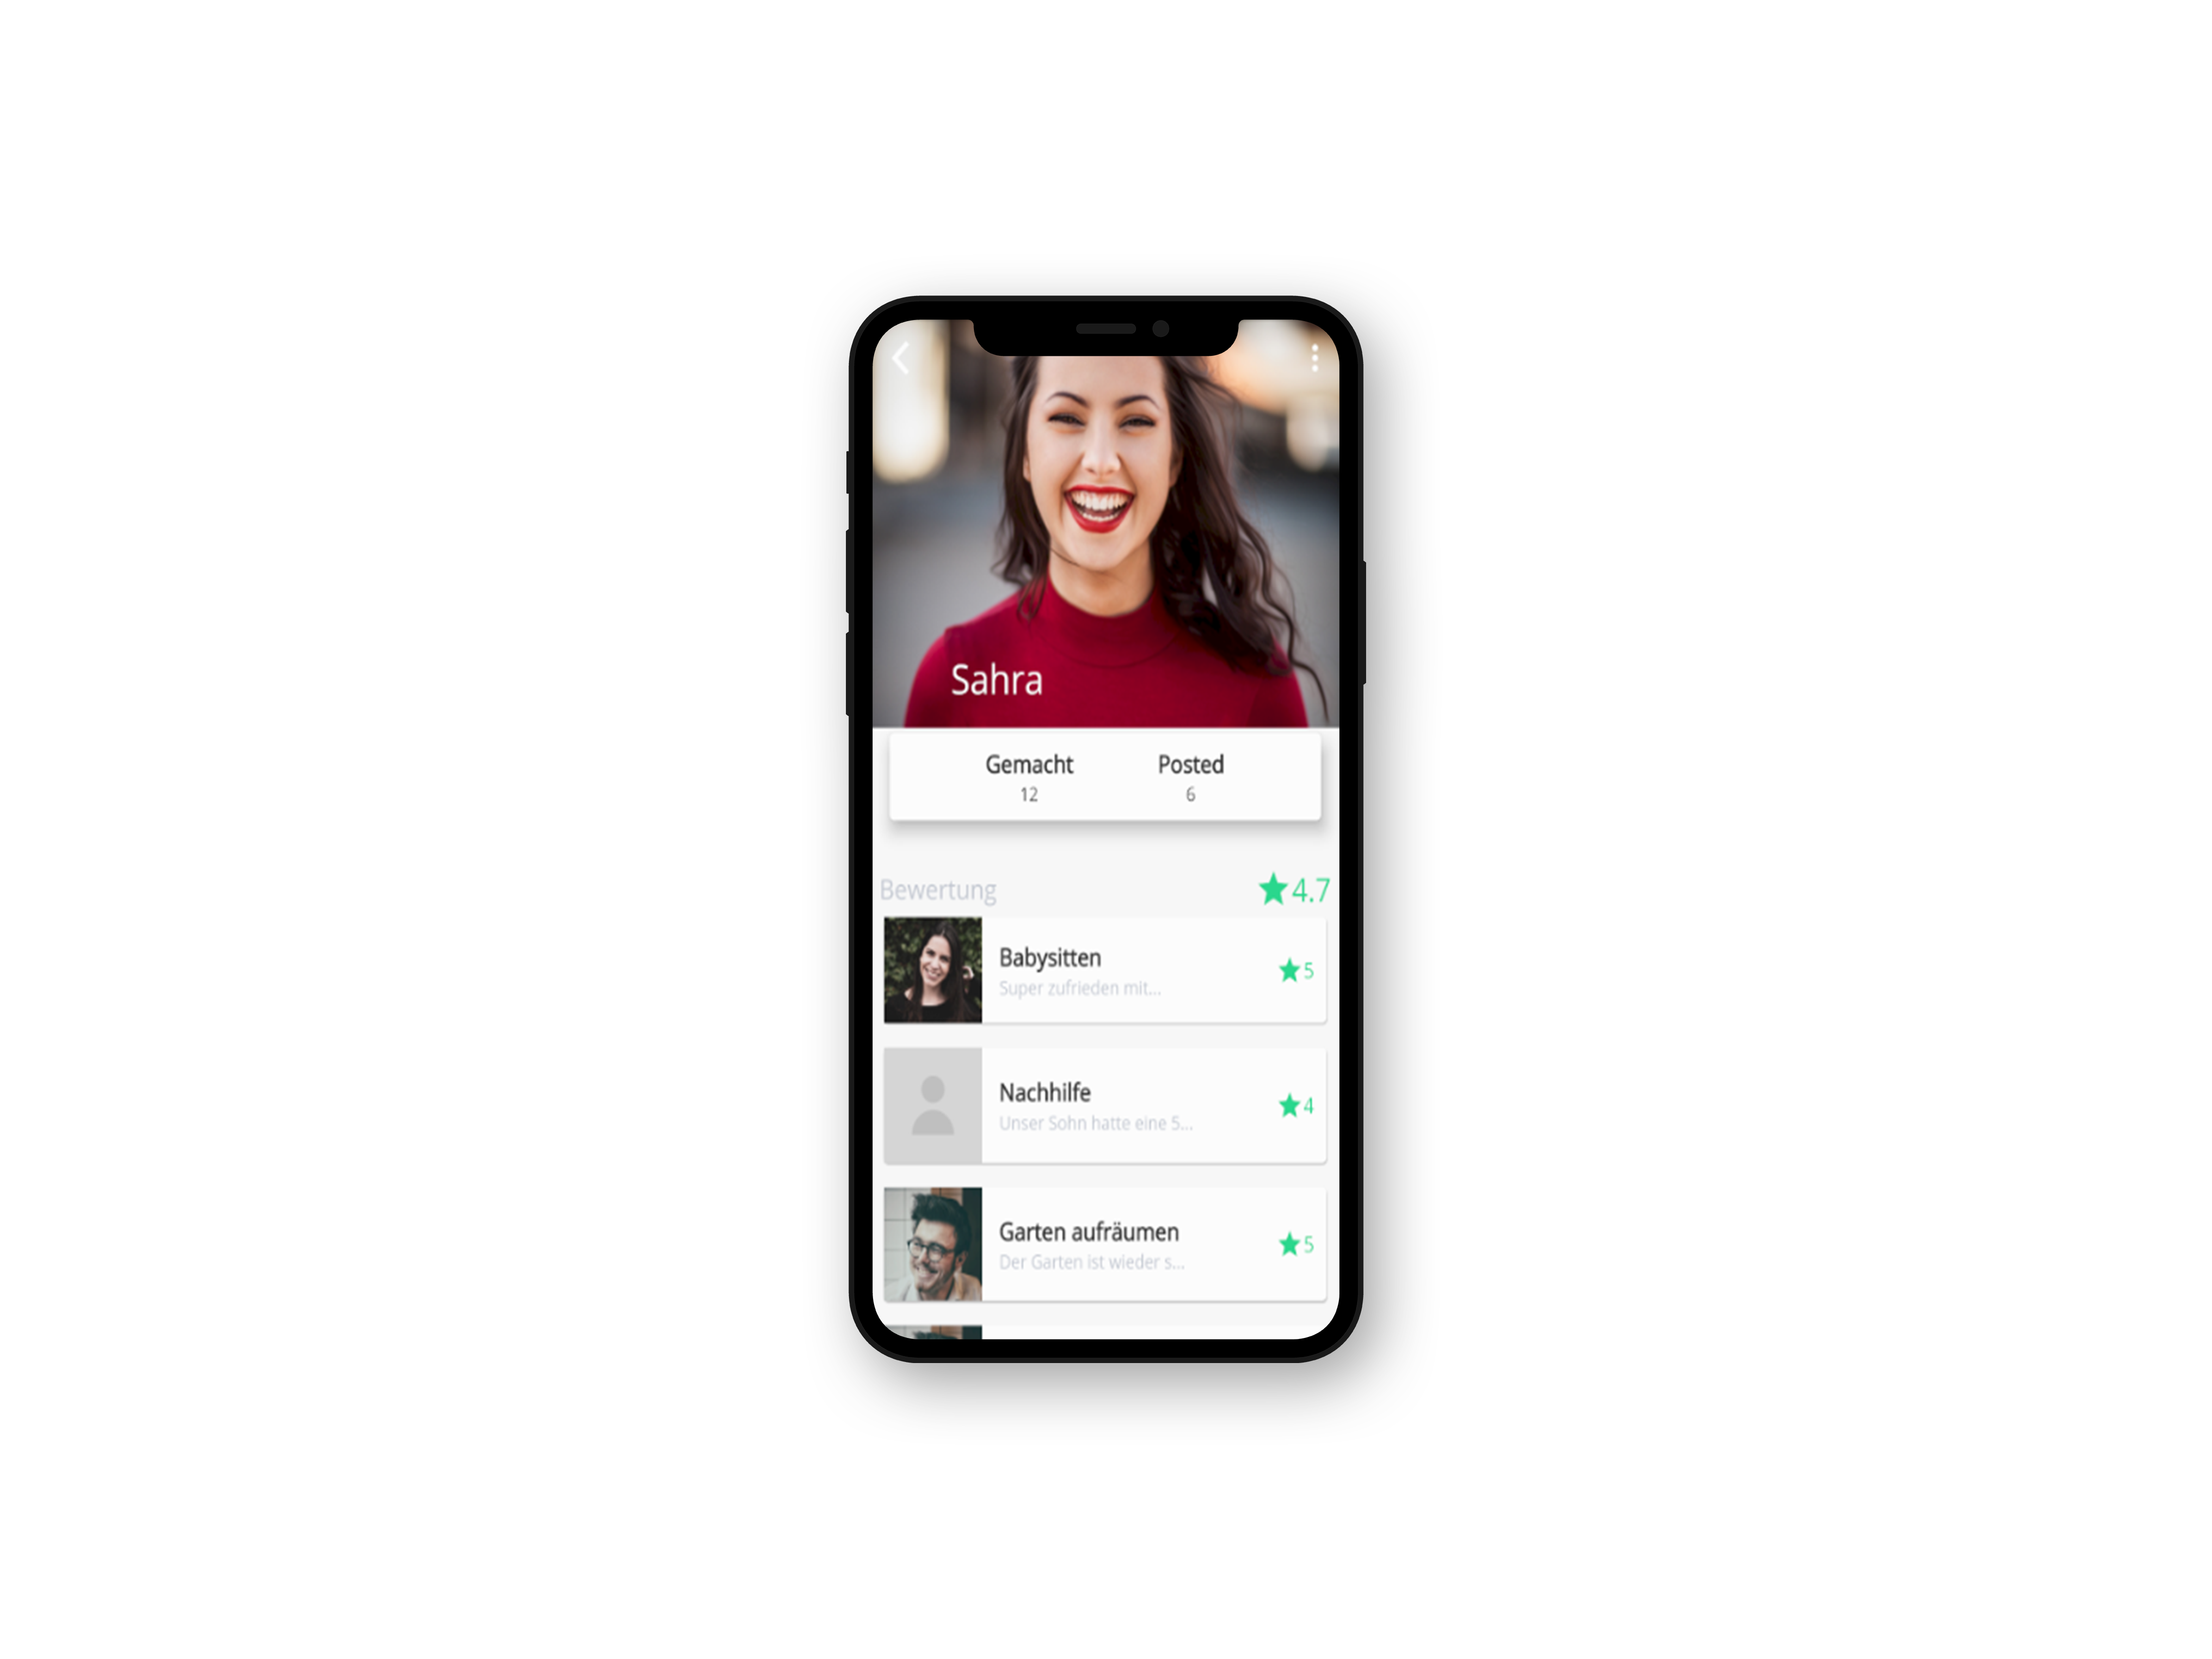 Sahra
Gemacht Posted
12 6
Bewertung 4.7
Babysitten
Super zufrieden mit...
5
Nachhilfe
Unser Sohn hatte eine 5...
4
Garten aufräumen
Der Garten ist wieder s...
5